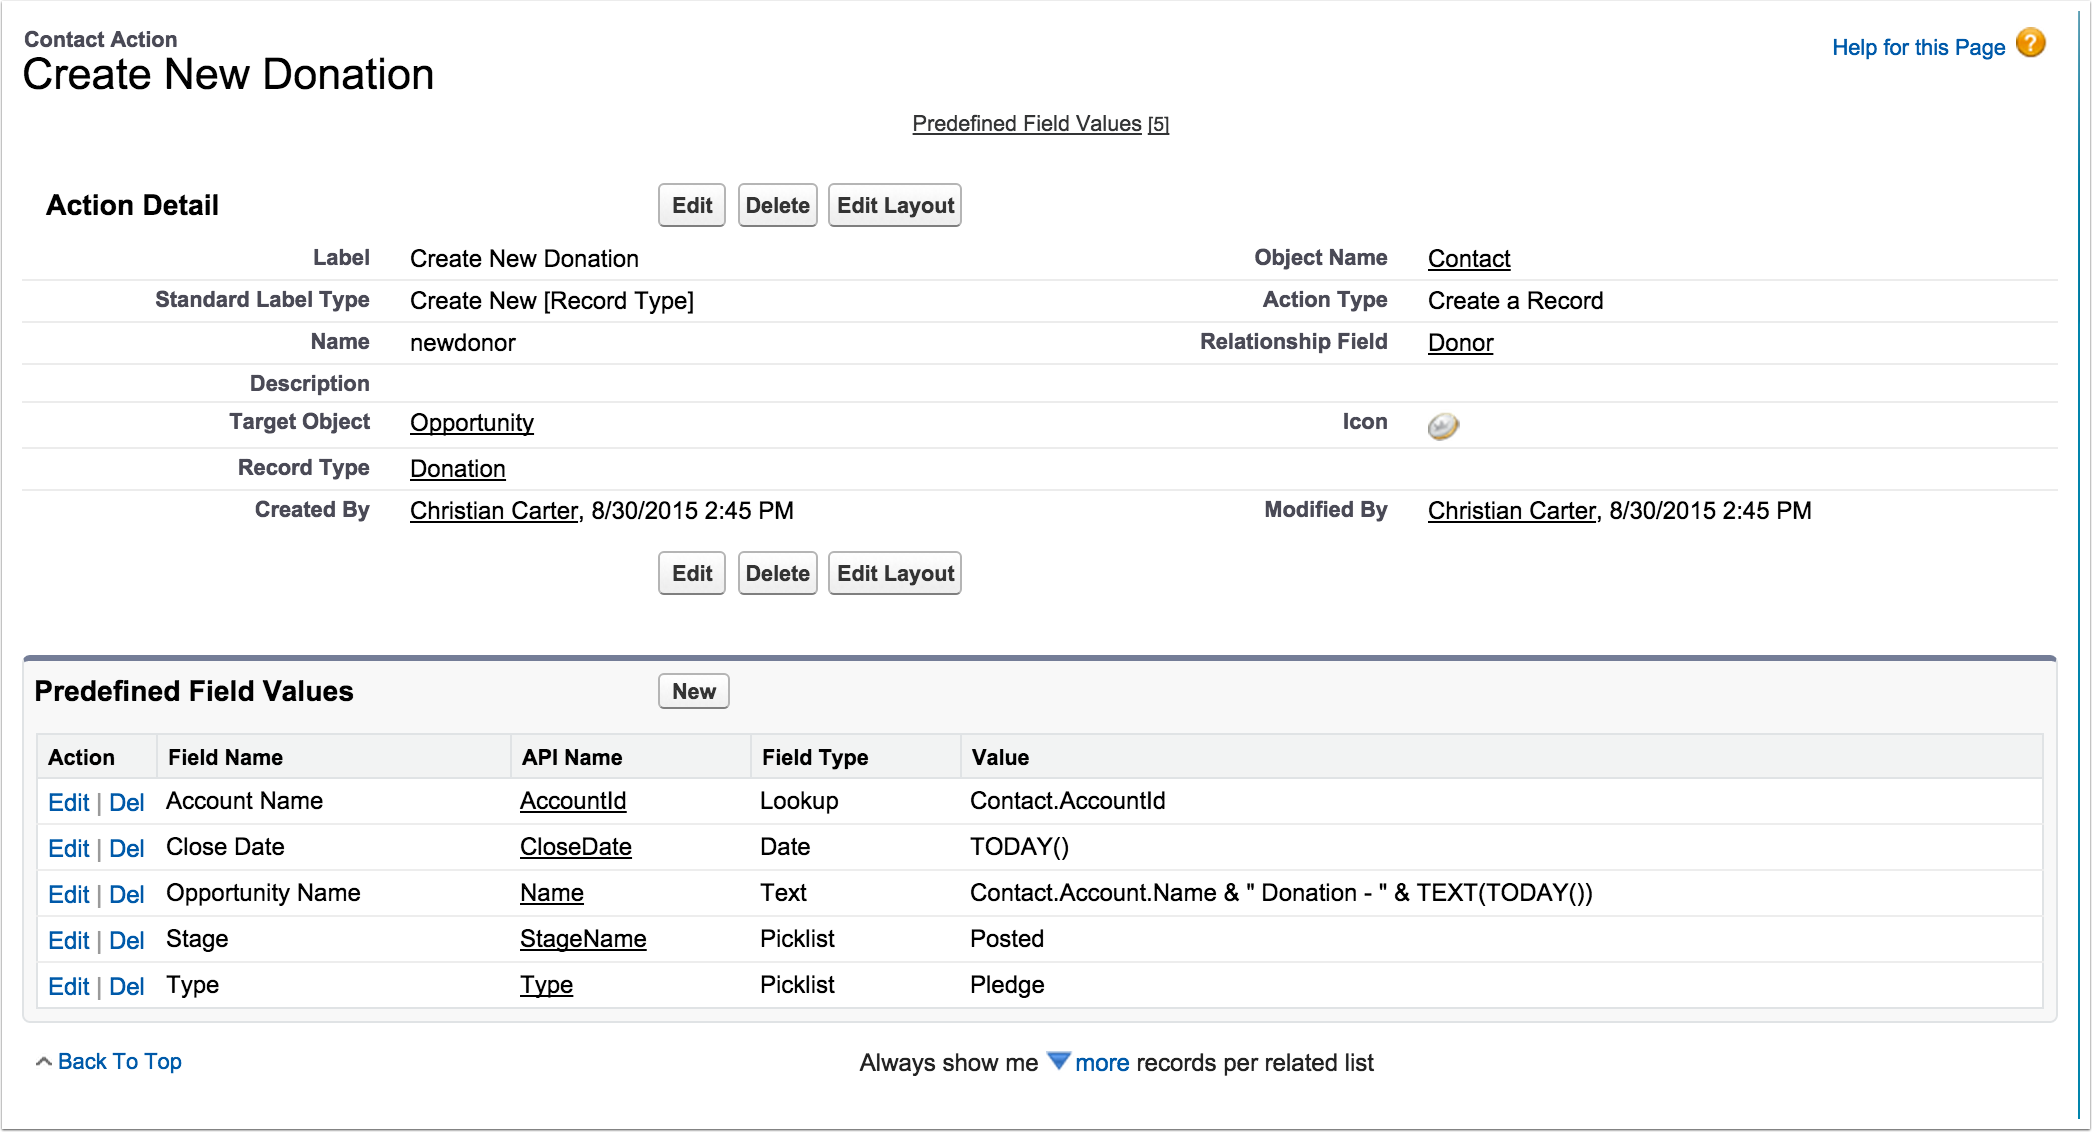 Contact Action
Create New Donation
Help for this Page ?
Predefined Field Values [5]
Action Detail
Edit Delete Edit Layout
Label Create New Donation Object Name Contact
Standard Label Type Create New [Record Type] Action Type Create a Record
Name newdonor Relationship Field Donor
Description
Target Object Opportunity Icon
Record Type Donation
Created By Christian Carter, 8/30/2015 2:45 PM Modified By Christian Carter, 8/30/2015 2:45 PM
Edit Delete Edit Layout
Predefined Field Values New
Action Field Name API Name Field Type Value
Edit | Del Account Name AccountId Lookup Contact.AccountId
Edit | Del Close Date CloseDate Date TODAY()
Edit | Del Opportunity Name Name Text Contact.Account.Name & " Donation - " & TEXT(TODAY())
Edit | Del Stage StageName Picklist Posted
Edit | Del Type Type Picklist Pledge
Back To Top Always show me more records per related list